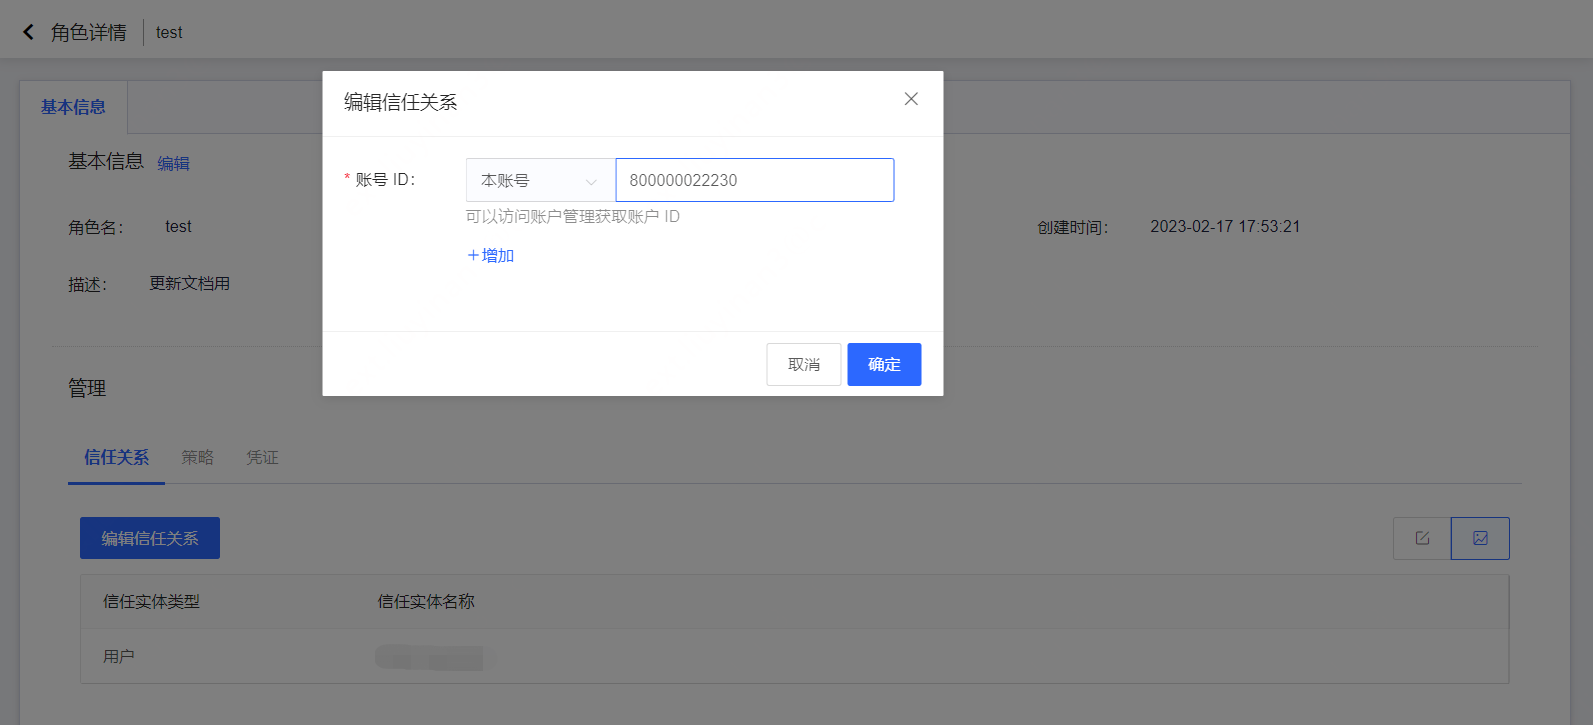 角色详情 test
基本信息
基本信息 编辑
角色名： test
创建时间： 2023-02-17 17:53:21
描述： 更新文档用
编辑信任关系
* 账号 ID： 本账号 800000022230
可以访问账户管理获取账户 ID
+增加
取消 确定
管理
信任关系 策略 凭证
编辑信任关系
信任实体类型 信任实体名称
用户